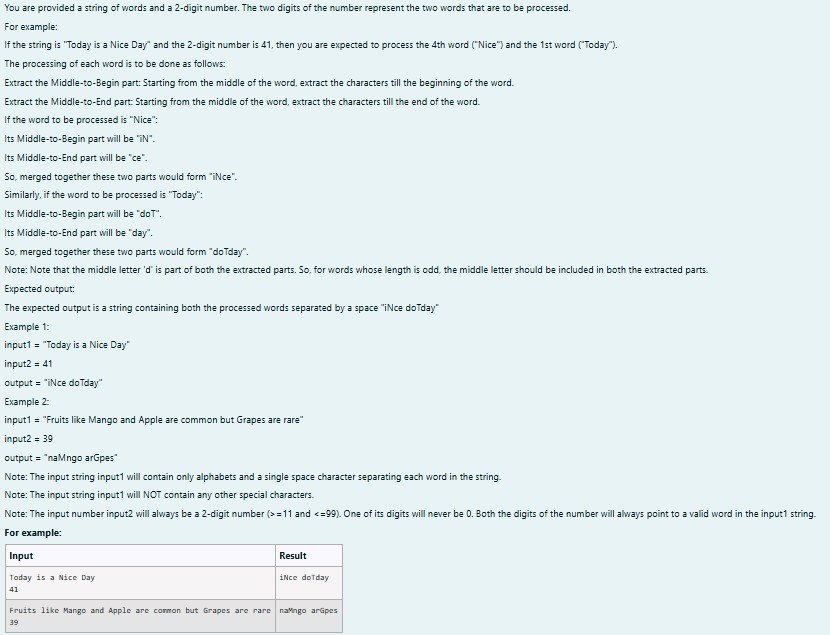 You are provided a string of words and a 2-digit number. The two digits of the number represent the two words that are to be processed.
For example:
If the string is "Today is a Nice Day" and the 2-digit number is 41, then you are expected to process the 4th word ("Nice") and the 1st word ("Today").
The processing of each word is to be done as follows:
Extract the Middle-to-Begin part: Starting from the middle of the word, extract the characters till the beginning of the word.
Extract the Middle-to-End part: Starting from the middle of the word, extract the characters till the end of the word.
If the word to be processed is "Nice":
Its Middle-to-Begin part will be "iN".
Its Middle-to-End part will be "ce".
So, merged together these two parts would form "iNce".
Similarly, if the word to be processed is "Today":
Its Middle-to-Begin part will be "doT".
Its Middle-to-End part will be "day".
So, merged together these two parts would form "doTday".
Note: Note that the middle letter 'd' is part of both the extracted parts. So, for words whose length is odd, the middle letter should be included in both the extracted parts.
Expected output:
The expected output is a string containing both the processed words separated by a space "iNce doTday"
Example 1:
input1 = "Today is a Nice Day"
input2 = 41
output = "iNce doTday"
Example 2:
input1 = "Fruits like Mango and Apple are common but Grapes are rare"
input2 = 39
output = "naMngo arGpes"
Note: The input string input1 will contain only alphabets and a single space character separating each word in the string.
Note: The input string input1 will NOT contain any other special characters.
Note: The input number input2 will always be a 2-digit number (>=11 and <=99). One of its digits will never be 0. Both the digits of the number will always point to a valid word in the input1 string.
For example:
Input Result
Today is a Nice Day iNce doTday
41
Fruits like Mango and Apple are common but Grapes are rare naMngo arGpes
39